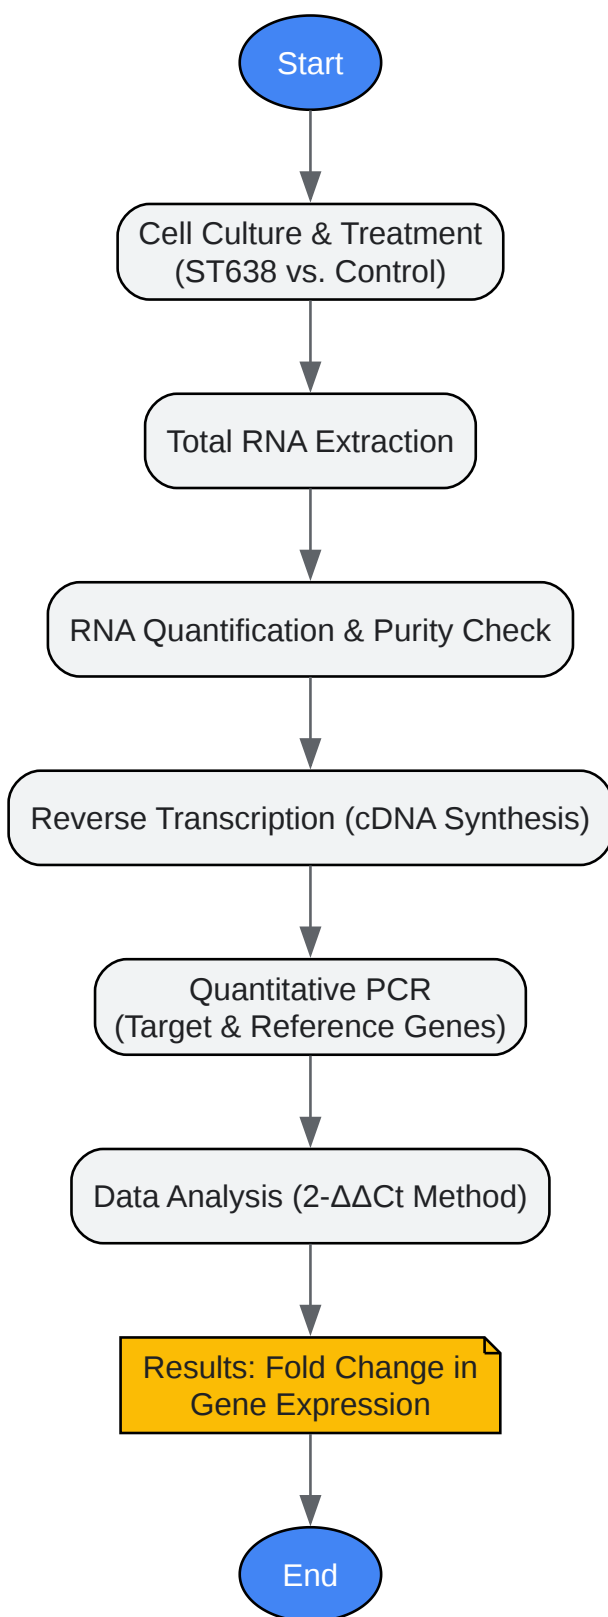 Start
Cell Culture & Treatment
(ST638 vs. Control)
Total RNA Extraction
RNA Quantification & Purity Check
Reverse Transcription (cDNA Synthesis)
Quantitative PCR
(Target & Reference Genes)
Data Analysis (2-ΔΔCt Method)
Results: Fold Change in
Gene Expression
End